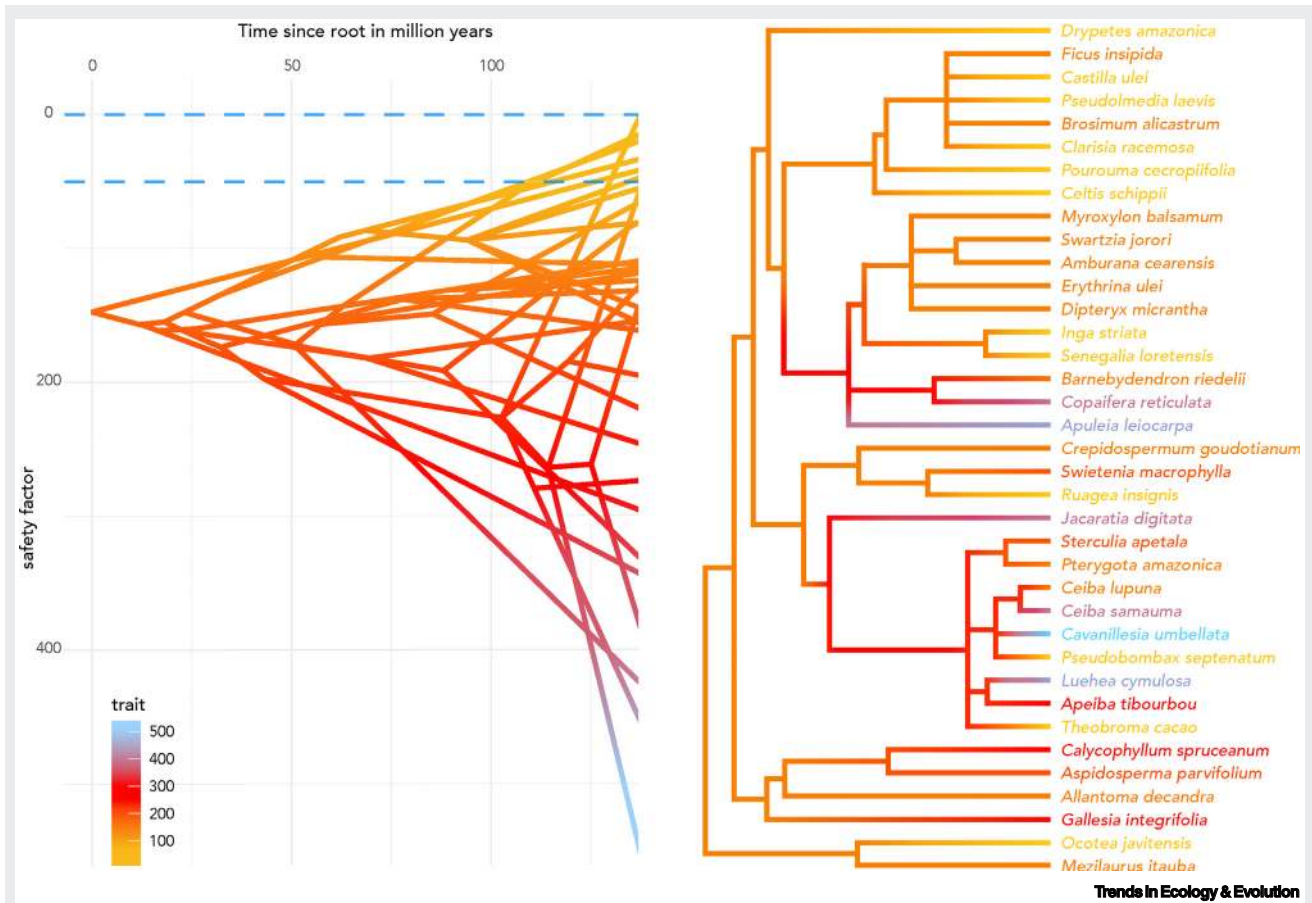 Time since root in million years
0 50 100
0
200
400
safety factor
trait
500
400
300
200
100
Drypetes amazonica
Ficus insipida
Castilla ulei
Pseudolmedia laevis
Brosimum alicastrum
Clarisia racemosa
Pourouma cecropiifolia
Celtis schippii
Myroxylon balsamum
Swartzia jorori
Amburana cearensis
Erythrina ulei
Dipteryx micrantha
Inga striata
Senegalia loretensis
Barnebydendron riedelii
Copaifera reticulata
Apuleia leiocarpa
Crepidospermum goudotianum
Swietenia macrophylla
Ruagea insignis
Jacaratia digitata
Sterculia apetala
Pterygota amazonica
Ceiba lupuna
Ceiba samauma
Cavanillesia umbellata
Pseudobombax septenatum
Luehea cymulosa
Apeiba tibourbou
Theobroma cacao
Calycophyllum spruceanum
Aspidosperma parvifolium
Allantoma decandra
Gallesia integrifolia
Ocotea javitensis
Mezilaurus itauba
Trends in Ecology & Evolution